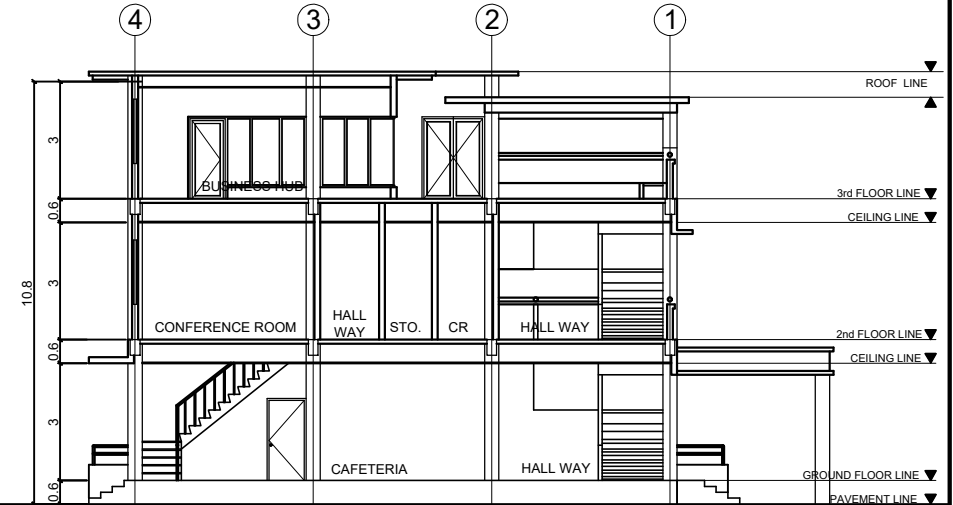 4 3 2 1
ROOF LINE
3
BUSINESS HUB
3rd FLOOR LINE
0.6
CEILING LINE
10.8
3
CONFERENCE ROOM
HALL
WAY
STO.
CR
HALL WAY
2nd FLOOR LINE
0.6
CEILING LINE
3
CAFETERIA
HALL WAY
GROUND FLOOR LINE
0.6
PAVEMENT LINE